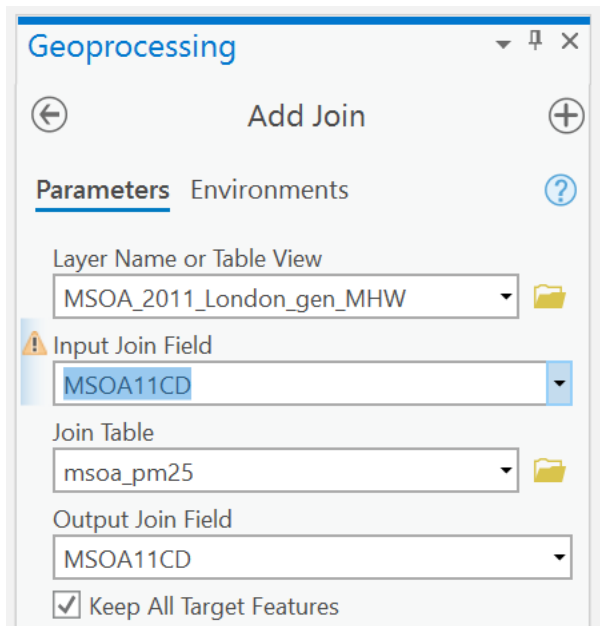 Geoprocessing
Add Join
Parameters Environments
Layer Name or Table View
MSOA_2011_London_gen_MHW
Input Join Field
MSOA11CD
Join Table
msoa_pm25
Output Join Field
MSOA11CD
Keep All Target Features